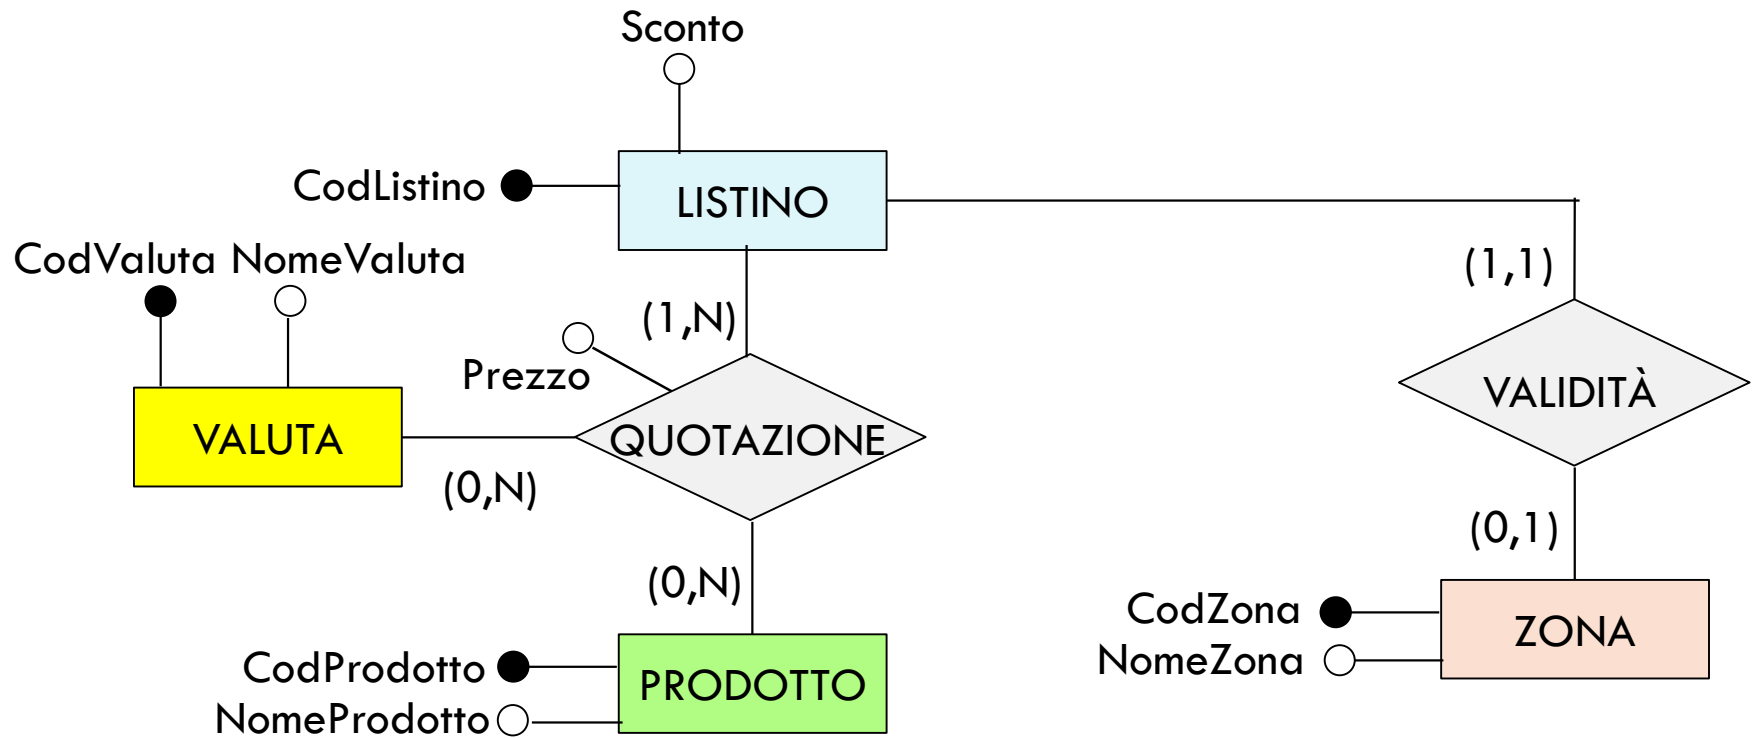 Sconto
CodListino
LISTINO
CodValuta NomeValuta
(1,1)
(1,N)
Prezzo
VALIDITÀ
VALUTA
QUOTAZIONE
(0,N)
(0,1)
(0,N)
CodZona
ZONA
NomeZona
CodProdotto
PRODOTTO
NomeProdotto